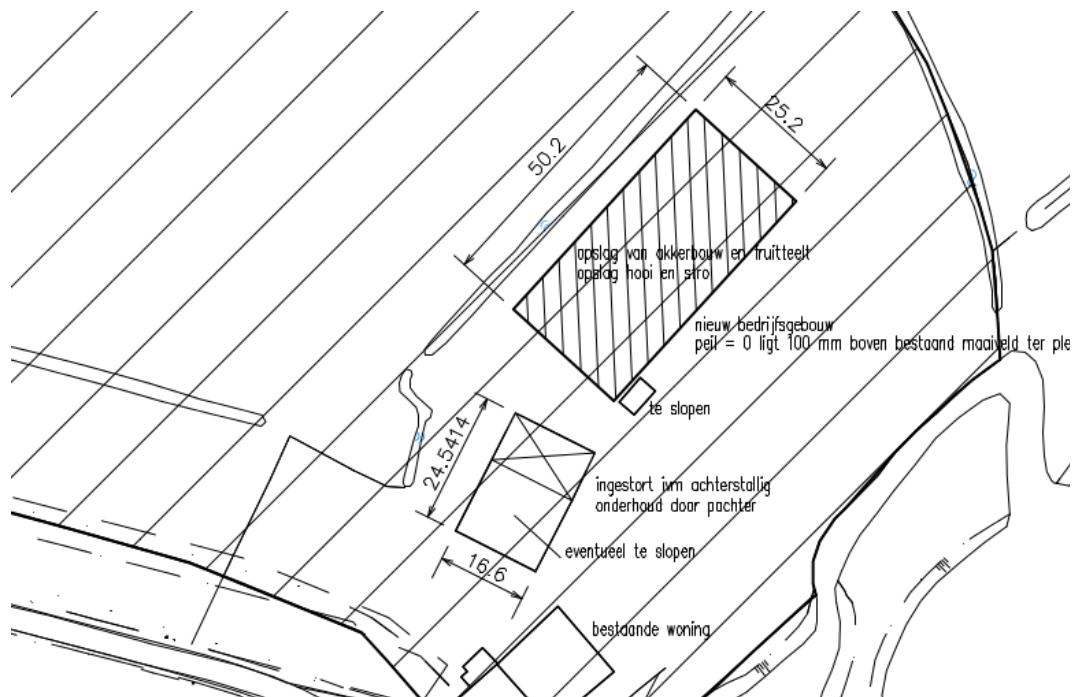 50.2
25.2
opslag van akkerbouw en fruitteelt
opslag hooi en stro
nieuw bedrijfsgebouw
peil = 0 ligt 100 mm boven bestaand maaiveld ter ple
te slopen
24.5414
ingestort ivm achterstallig
onderhoud door pachter
eventueel te slopen
16.6
bestaande woning